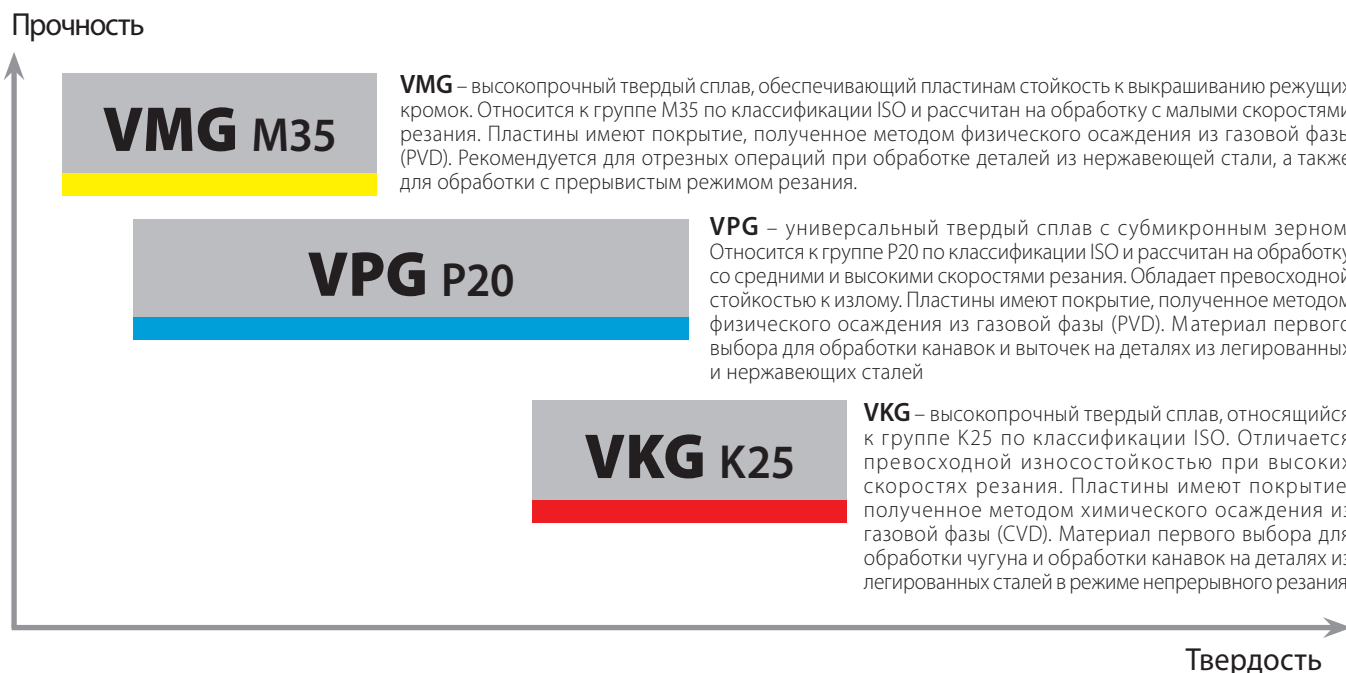 Прочность
VMG M35
VMG – высокопрочный твердый сплав, обеспечивающий пластинам стойкость к выкрашиванию режущих
кромок. Относится к группе M35 по классификации ISO и рассчитан на обработку с малыми скоростями
резания. Пластины имеют покрытие, полученное методом физического осаждения из газовой фазы
(PVD). Рекомендуется для отрезных операций при обработке деталей из нержавеющей стали, а также
для обработки с прерывистым режимом резания.
VPG P20
VPG – универсальный твердый сплав с субмикронным зерном
Относится к группе P20 по классификации ISO и рассчитан на обработку
со средними и высокими скоростями резания. Обладает превосходной
стойкостью к излому. Пластины имеют покрытие, полученное методом
физического осаждения из газовой фазы (PVD). Материал первого
выбора для обработки канавок и выточек на деталях из легированных
и нержавеющих сталей
VKG K25
VKG – высокопрочный твердый сплав, относящийся
к группе K25 по классификации ISO. Отличается
превосходной износостойкостью при высоких
скоростях резания. Пластины имеют покрытие
полученное методом химического осаждения из
газовой фазы (CVD). Материал первого выбора для
обработки чугуна и обработки канавок на деталях из
легированных сталей в режиме непрерывного резания
Твердость